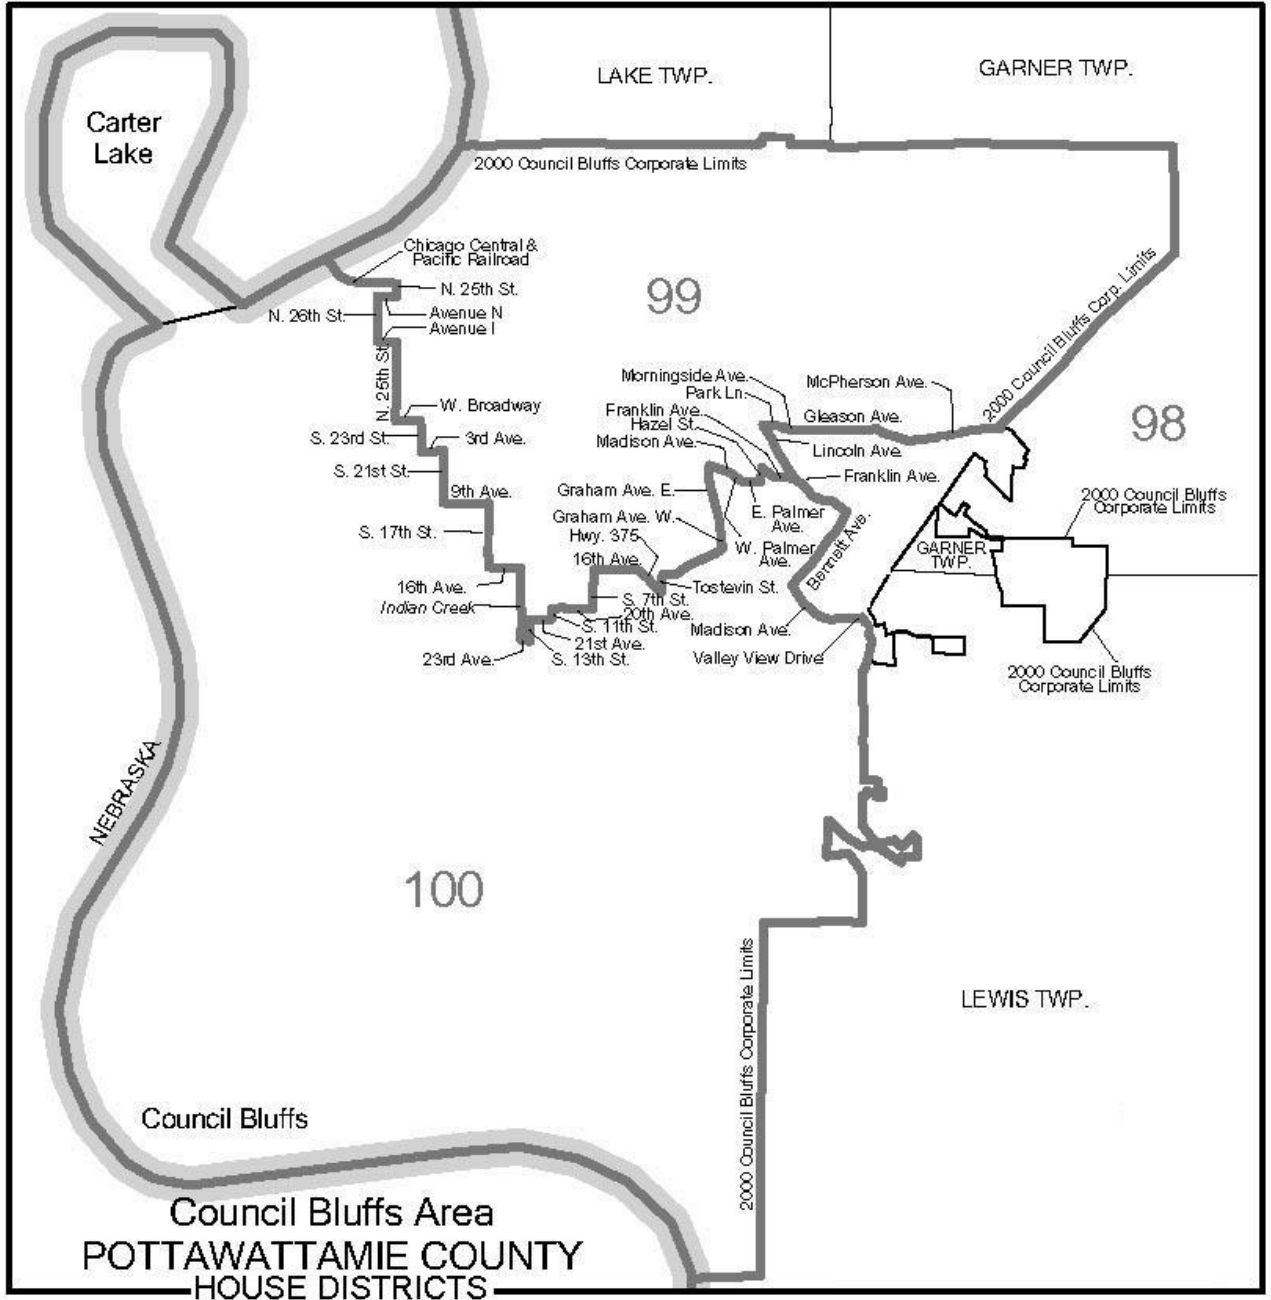 LAKE TWP.
GARNER TWP.
Carter
Lake
2000 Council Bluffs Corporate Limits
Chicago Central &
Pacific Railroad
N. 25th St.
N. 26th St.
Avenue N
Avenue I
N. 25th St.
99
2000 Council Bluffs Corp. Limits
Morningside Ave.
McPherson Ave.
Park Ln.
W. Broadway
Franklin Ave.
Gleason Ave.
Hazel St.
98
S. 23rd St.
3rd Ave.
Madison Ave.
Lincoln Ave.
S. 21st St.
Franklin Ave.
9th Ave.
Graham Ave. E.
2000 Council Bluffs
Corporate Limits
E. Palmer
Ave.
Graham Ave. W.
Bennett Ave.
S. 17th St.
Hwy. 375
W. Palmer
Ave.
GARNER
TWP.
16th Ave.
16th Ave.
Tostevin St.
Indian Creek
S. 7th St.
20th Ave.
S. 11th St.
Madison Ave.
21st Ave.
23rd Ave.
S. 13th St.
Valley View Drive
2000 Council Bluffs
Corporate Limits
NEBRASKA
100
2000 Council Bluffs Corporate Limits
LEWIS TWP.
Council Bluffs
Council Bluffs Area
POTTAWATTAMIE COUNTY
HOUSE DISTRICTS